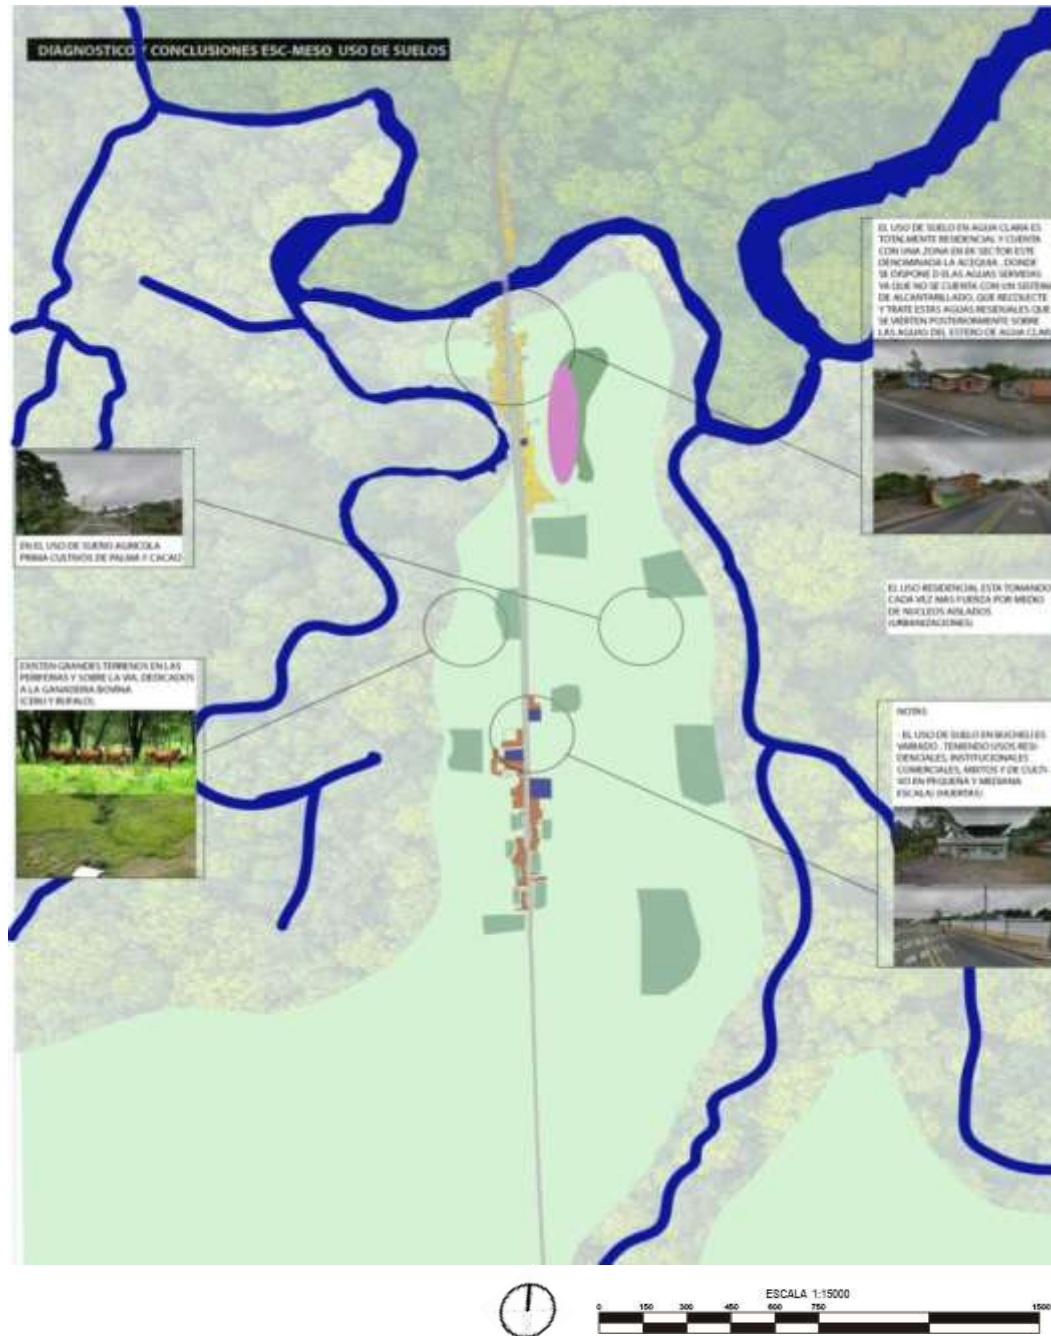 DIAGNOSTICO Y CONCLUSIONES ESC-MESO USO DE SUELOS
EL USO DE SUELO EN AGUA CLARA ES
TOTALMENTE RESIDENCIAL Y CUENTA
CON UNA ZONA EN EK SECTOR ESTE
DENOMINADA LA ACEQUIA , DONDE
SE DISPONE D ELAS AGUAS SERVIDAS
YA QUE NO SE CUENTA CON UN SISTEMA
DE ALCANTARILLADO, QUE RECOLECTE
Y TRATE ESTAS AGUAS RESIDUALES QUE
SE VIERTEN POSTERIORMENTE SOBRE
LAS AGUAS DEL ESTERO DE AGUA CLAR
EN EL USO DE SUERO AGRICOLA
PRIMA CULTIVOS DE PALMA Y CACAO
EL USO RESIDENCIAL ESTA TOMANDO
CADA VEZ MAS FUERZA POR MEDIO
DE NUCLEOS AISLADOS
(URBANIZACIONES)
EXISTEN GRANDES TERRENOS EN LAS
PERIFERIAS Y SOBRE LA VIA, DEDICADOS
A LA GANADERIA BOVINA
(CEBU Y BUFALO).
NOTAS:
- EL USO DE SUELO EN BUCHELI ES
VARIADO , TENIENDO USOS RESI-
DENCIALES, INSTITUCIONALES
COMERCIALES, MIXTOS Y DE CULTI-
VO EN PEQUEÑA Y MEDIANA
ESCALA) (HUERTAS)
ESCALA 1:15000
0 150 300 450 600 750 1500